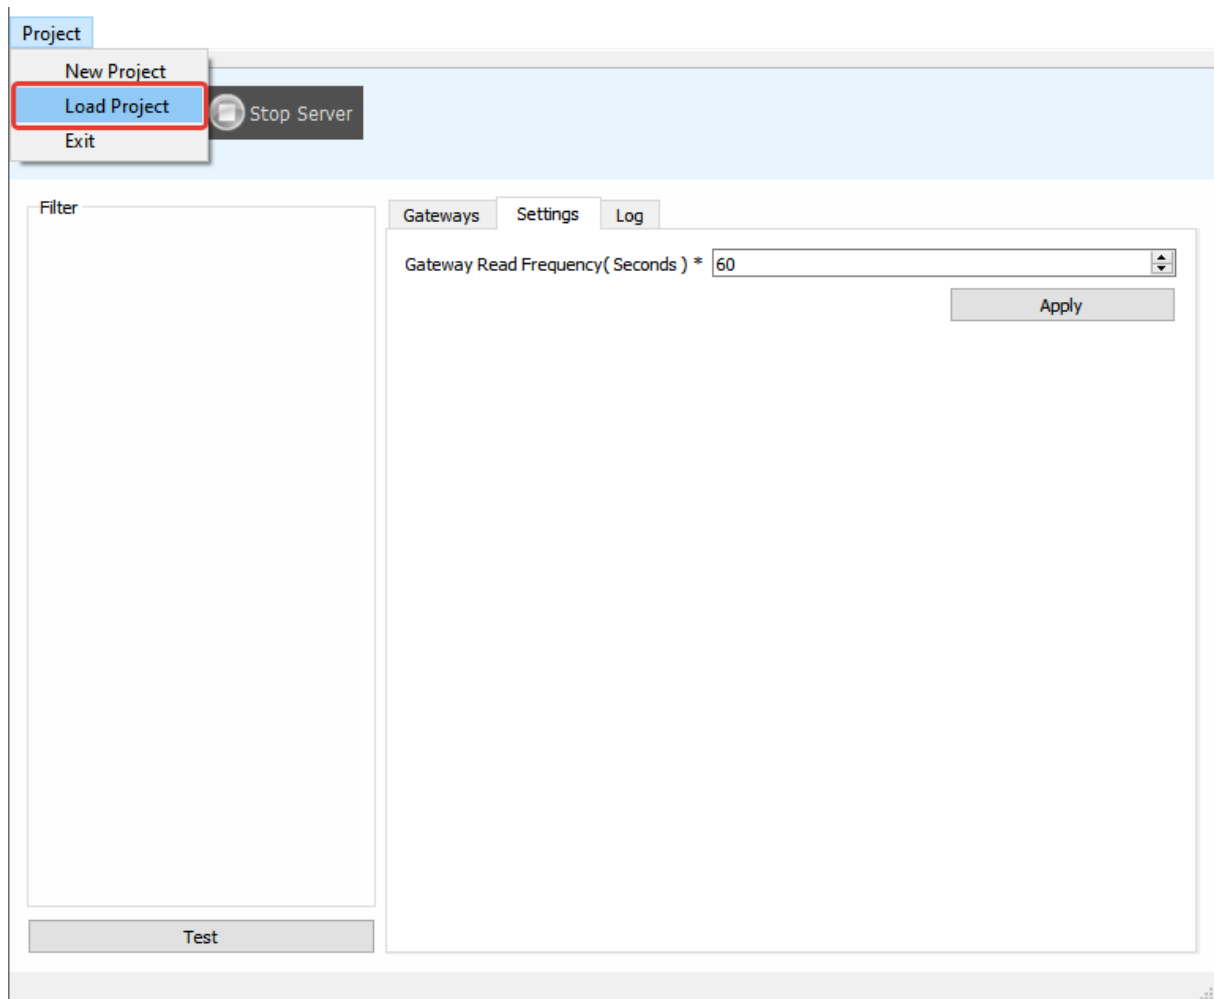 Project
New Project
Load Project
Exit
Stop Server
Filter
Gateways Settings Log
Gateway Read Frequency( Seconds ) * 60
Apply
Test